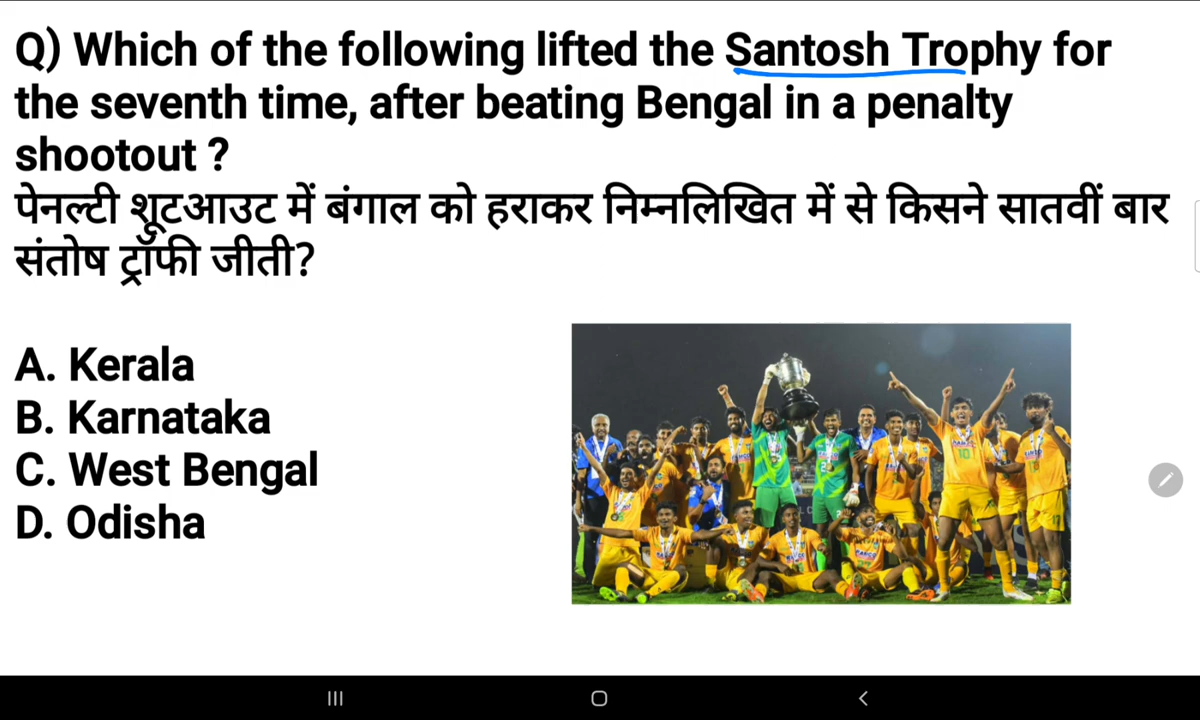 Q) Which of the following lifted the Santosh Trophy for
the seventh time, after beating Bengal in a penalty
shootout ?
पेनल्टी शूटआउट में बंगाल को हराकर निम्नलिखित में से किसने सातवीं बार
संतोष ट्रॉफी जीती?
A. Kerala
B. Karnataka
C. West Bengal
D. Odisha
10